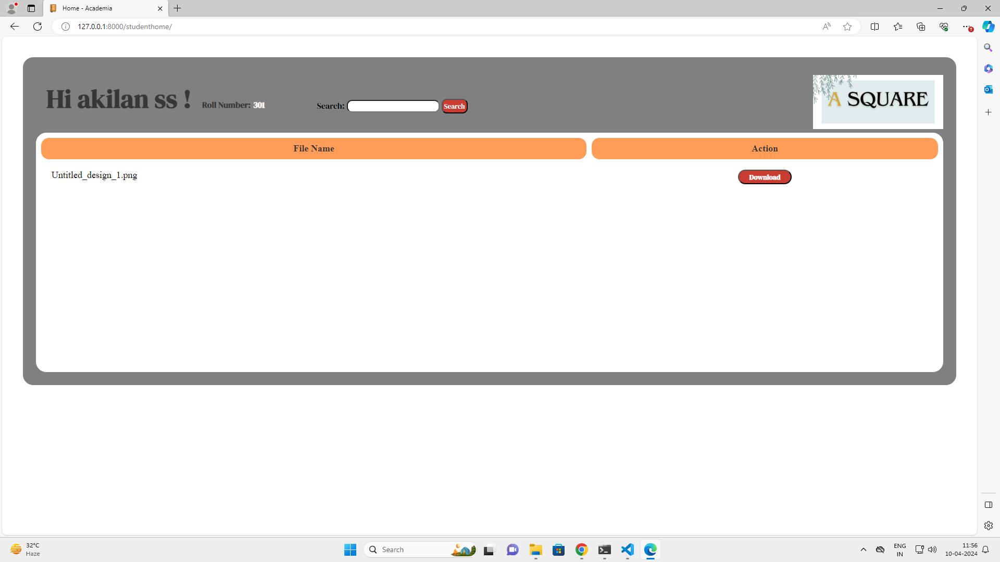 Home - Academia
127.0.0.1:8000/studenthome/
Hi akilan ss !
Roll Number: 301
Search:
Search
A SQUARE
File Name
Action
Untitled_design_1.png
Download
32°C
Haze
Search
ENG
IN
11:56
10-04-2024